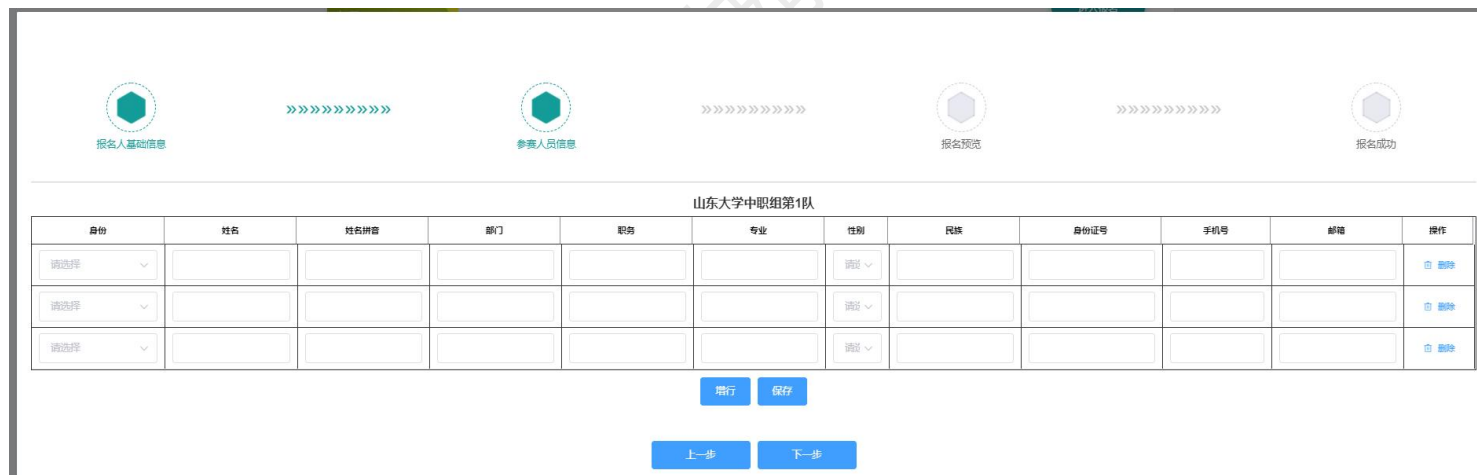 报名人基础信息
»»»»»»»»»
参赛人员信息
»»»»»»»»»
报名预览
»»»»»»»»»
报名成功
山东大学中职组第1队
身份 姓名 姓名拼音 部门 职务 专业 性别 民族 身份证号 手机号 邮箱 操作
请选择 请 删除
请选择 请 删除
请选择 请 删除
增行 保存
上一步 下一步